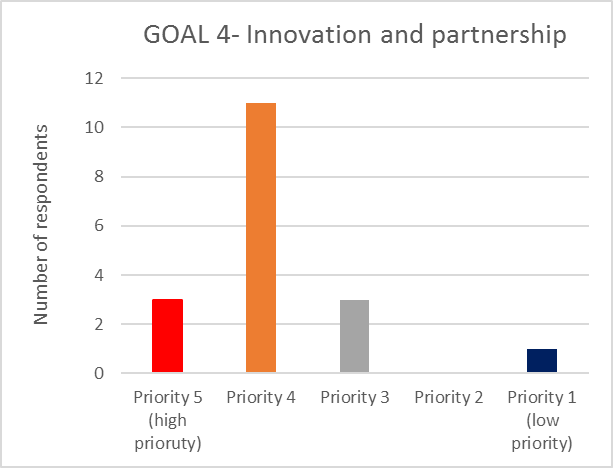 GOAL 4- Innovation and partnership
Number of respondents
12
10
8
6
4
2
0
Priority 5
(high
prioruty)
Priority 4
Priority 3
Priority 2
Priority 1
(low
priority)